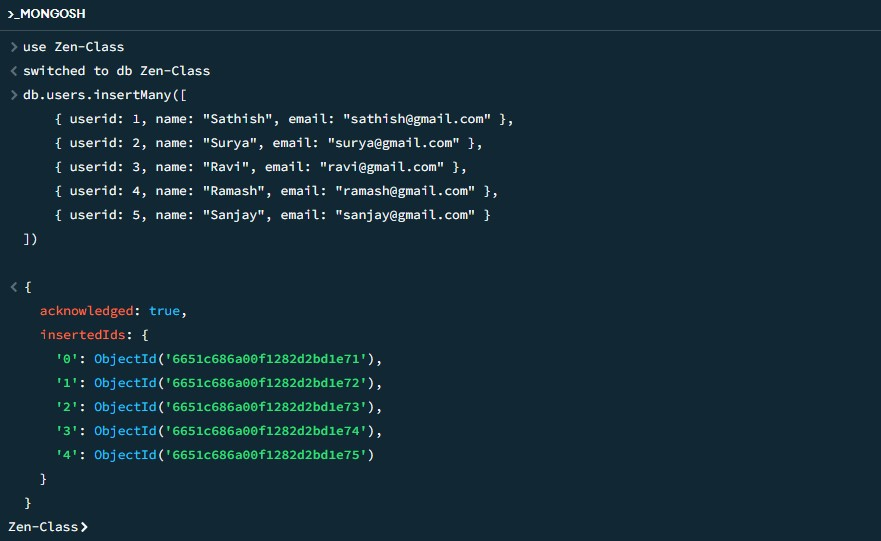 >_MONGOSH
> use Zen-Class
< switched to db Zen-Class
> db.users.insertMany([
    { userid: 1, name: "Sathish", email: "sathish@gmail.com" },
    { userid: 2, name: "Surya", email: "surya@gmail.com" },
    { userid: 3, name: "Ravi", email: "ravi@gmail.com" },
    { userid: 4, name: "Ramash", email: "ramash@gmail.com" },
    { userid: 5, name: "Sanjay", email: "sanjay@gmail.com" }
])
< {
  acknowledged: true,
  insertedIds: {
    '0': ObjectId('6651c686a00f1282d2bd1e71'),
    '1': ObjectId('6651c686a00f1282d2bd1e72'),
    '2': ObjectId('6651c686a00f1282d2bd1e73'),
    '3': ObjectId('6651c686a00f1282d2bd1e74'),
    '4': ObjectId('6651c686a00f1282d2bd1e75')
  }
}
Zen-Class>